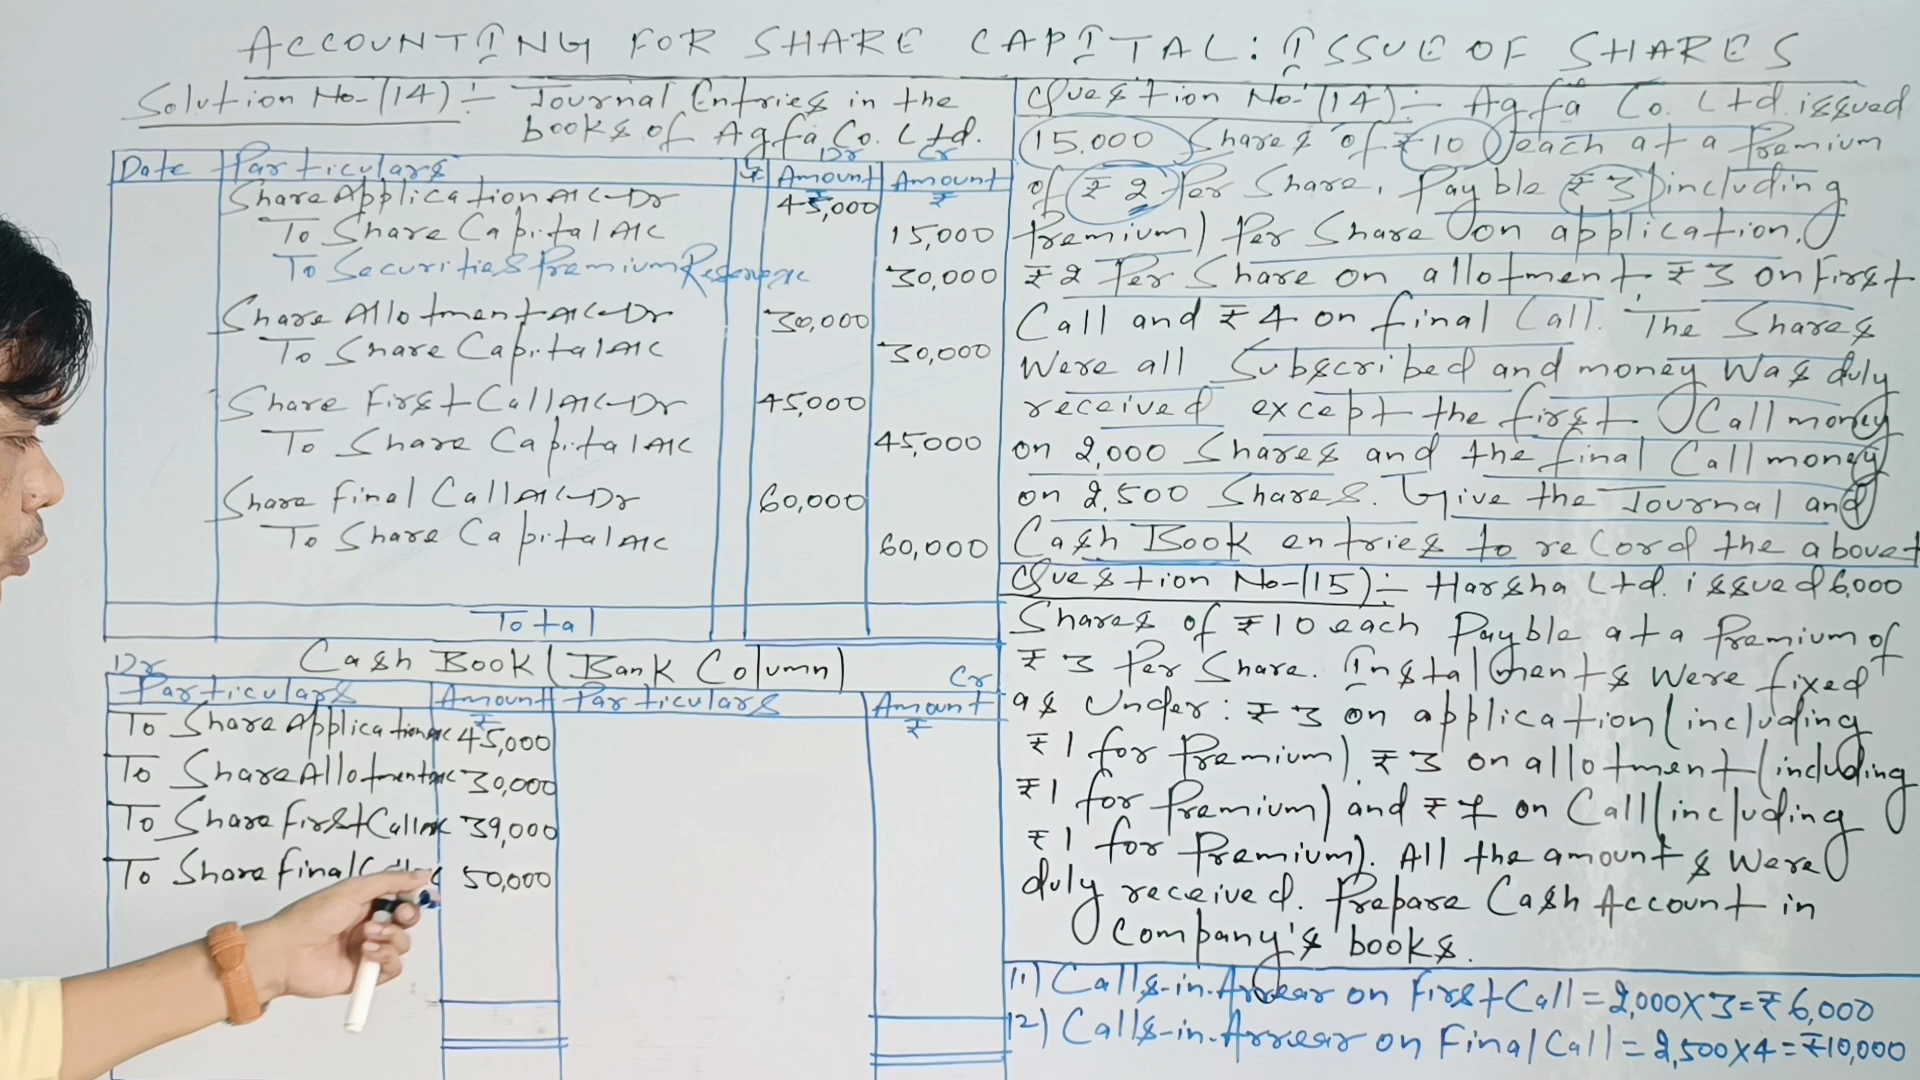 ACCOUNTING FOR SHARE CAPITAL: ISSUE OF SHARES
Solution No-(14):- Journal Entries in the
books of Agfa Co. Ltd.
Date Particulars Dr Amount ₹ Cr Amount ₹
Share Application A/C-Dr 45,000
To Share Capital A/C 15,000
To Securities Premium Reserve A/C 30,000
Share Allotment A/C-Dr 30,000
To Share Capital A/C 30,000
Share First Call A/C-Dr 45,000
To Share Capital A/C 45,000
Share Final Call A/C-Dr 60,000
To Share Capital A/C 60,000
Total
Dr Cash Book (Bank Column) Cr
Particulars Amount ₹ Particulars Amount ₹
To Share Application A/C 45,000
To Share Allotment A/C 30,000
To Share First Call A/C 39,000
To Share Final 50,000
Question No-(14):- Agfa Co. Ltd. issued
15,000 Shares of ₹10 each at a Premium
of ₹2 Per Share, Payble ₹3 (including
Premium) Per Share on application,
₹2 Per Share on allotment ₹3 on First
Call and ₹4 on final Call. The Shares
Were all Subscribed and money Was duly
received except the first Call money
on 2,000 Shares and the final Call money
on 2,500 Shares. Give the Journal and
Cash Book entries to record the above+
Question No-(15):- Harsha Ltd. issued 6,000
Shares of ₹10 each Payble at a Premium of
₹3 Per Share. Instalments Were fixed
as Under: ₹3 on application (including
₹1 for Premium), ₹3 on allotment (including
₹1 for Premium) and ₹7 on Call (including
₹1 for Premium). All the amounts Were
duly received. Prepare Cash Account in
Company's books.
11) Calls-in-Arrear on First Call = 2,000×3=₹6,000
12) Calls-in-Arrear on Final Call = 2,500×4=₹10,000